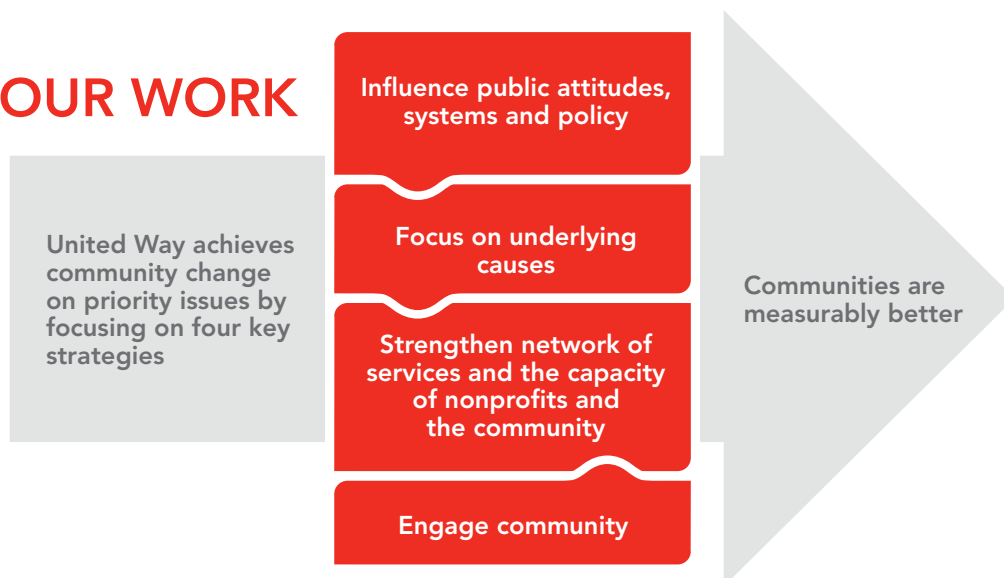 OUR WORK
United Way achieves
community change
on priority issues by
focusing on four key
strategies
Influence public attitudes,
systems and policy
Focus on underlying
causes
Strengthen network of
services and the capacity
of nonprofits and
the community
Engage community
Communities are
measurably better